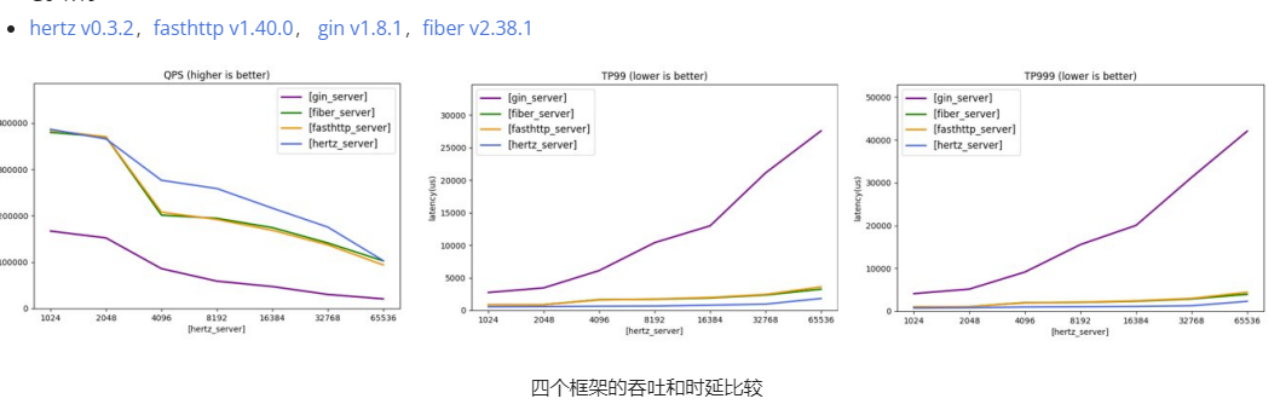 hertz v0.3.2，fasthttp v1.40.0， gin v1.8.1，fiber v2.38.1
QPS (higher is better)
[gin_server]
[fiber_server]
[fasthttp_server]
[hertz_server]
00000
00000
00000
00000
0
1024 2048 4096 8192 16384 32768 65536
[hertz_server]
TP99 (lower is better)
[gin_server]
[fiber_server]
[fasthttp_server]
[hertz_server]
latency(us)
30000
25000
20000
15000
10000
5000
0
1024 2048 4096 8192 16384 32768 65536
[hertz_server]
TP999 (lower is better)
[gin_server]
[fiber_server]
[fasthttp_server]
[hertz_server]
latency(us)
50000
40000
30000
20000
10000
0
1024 2048 4096 8192 16384 32768 65536
[hertz_server]
四个框架的吞吐和时延比较